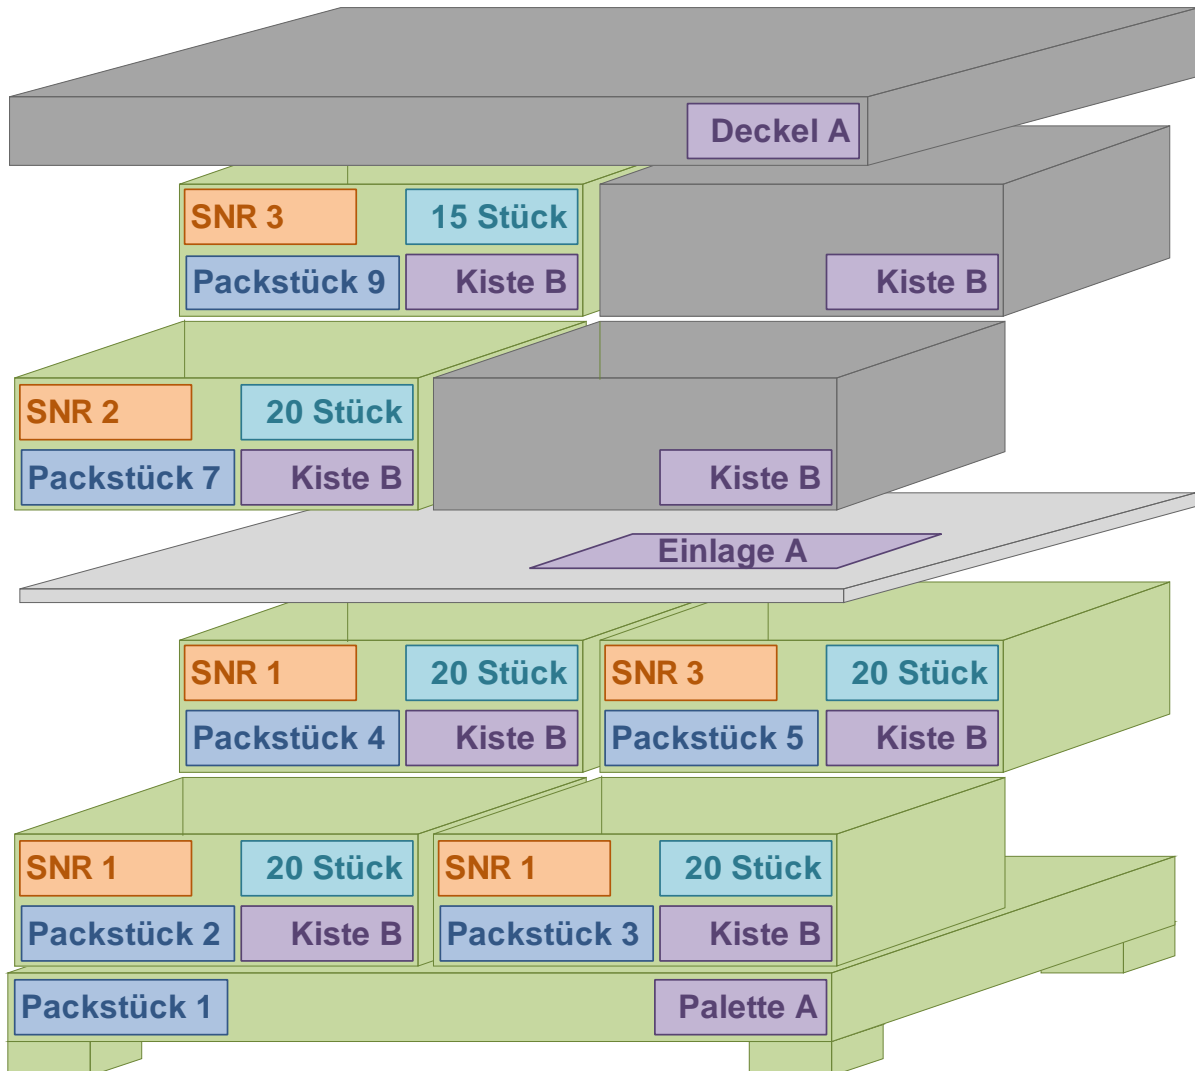 Deckel A
SNR 3 15 Stück
Packstück 9 Kiste B Kiste B
SNR 2 20 Stück
Packstück 7 Kiste B Kiste B
Einlage A
SNR 1 20 Stück SNR 3 20 Stück
Packstück 4 Kiste B Packstück 5 Kiste B
SNR 1 20 Stück SNR 1 20 Stück
Packstück 2 Kiste B Packstück 3 Kiste B
Packstück 1 Palette A